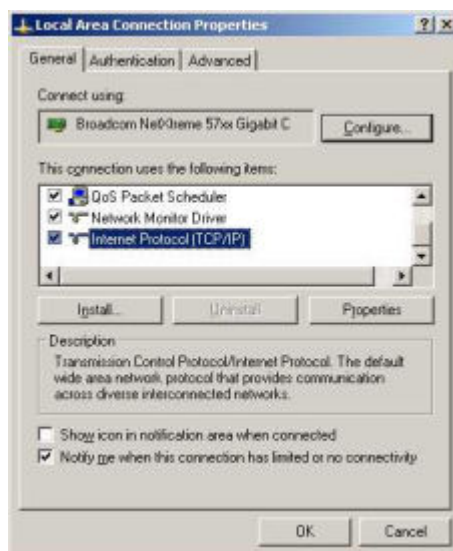 Local Area Connection Properties
General Authentication Advanced
Connect using:
Broadcom NetXtreme 57xx Gigabit C
Configure...
This connection uses the following items:
QoS Packet Scheduler
Network Monitor Driver
Internet Protocol (TCP/IP)
Install... Uninstall Properties
Description
Transmission Control Protocol/Internet Protocol. The default
wide area network protocol that provides communication
across diverse interconnected networks.
Show icon in notification area when connected
Notify me when this connection has limited or no connectivity
OK Cancel